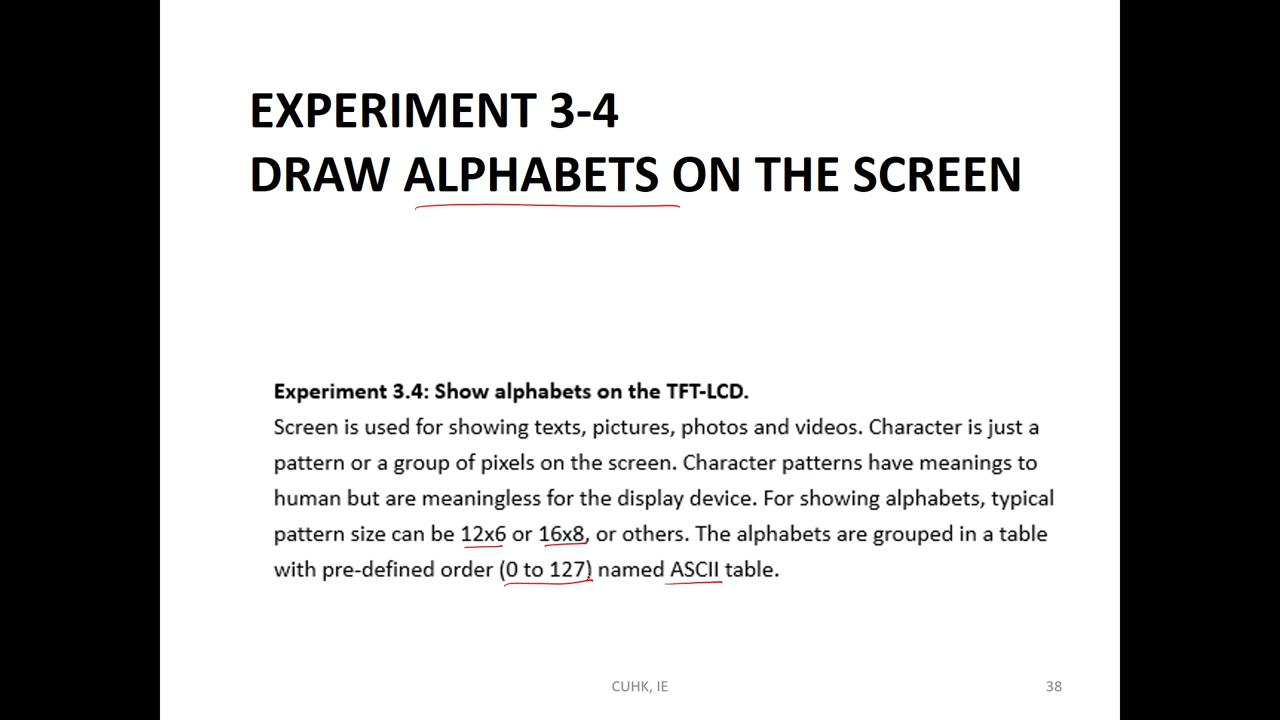 EXPERIMENT 3-4
DRAW ALPHABETS ON THE SCREEN
Experiment 3.4: Show alphabets on the TFT-LCD.
Screen is used for showing texts, pictures, photos and videos. Character is just a
pattern or a group of pixels on the screen. Character patterns have meanings to
human but are meaningless for the display device. For showing alphabets, typical
pattern size can be 12x6 or 16x8, or others. The alphabets are grouped in a table
with pre-defined order (0 to 127) named ASCII table.
CUHK, IE
38